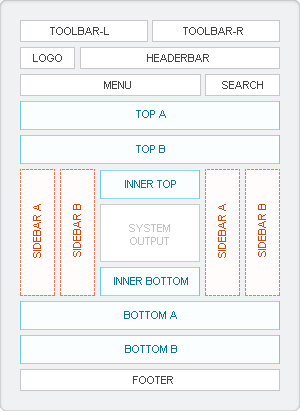 TOOLBAR-L
TOOLBAR-R
LOGO
HEADERBAR
MENU
SEARCH
TOP A
TOP B
SIDEBAR A
SIDEBAR B
INNER TOP
SYSTEM
OUTPUT
INNER BOTTOM
SIDEBAR A
SIDEBAR B
BOTTOM A
BOTTOM B
FOOTER